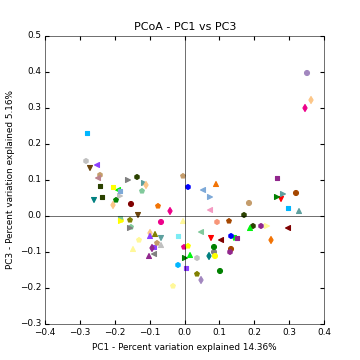 PCoA - PC1 vs PC3
0.5
0.4
0.3
0.2
0.1
0.0
−0.1
−0.2
−0.3
PC3 - Percent variation explained 5.16%
−0.4 −0.3 −0.2 −0.1 0.0 0.1 0.2 0.3 0.4
PC1 - Percent variation explained 14.36%